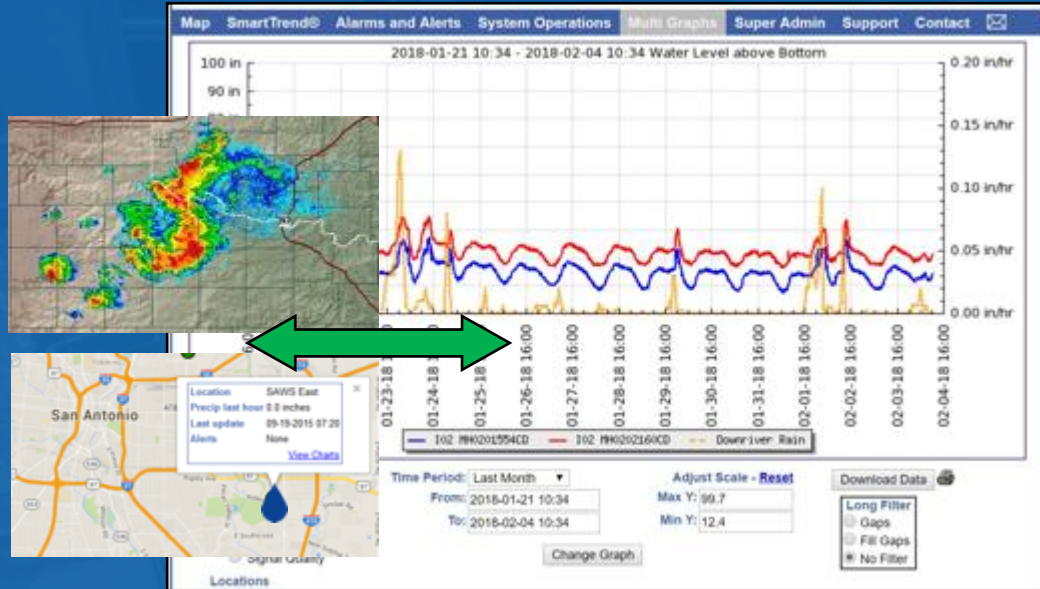 Map SmartTrend® Alarms and Alerts System Operations Multi Graphs Super Admin Support Contact
2018-01-21 10:34 - 2018-02-04 10:34 Water Level above Bottom
100 in
90 in
0.20 in/hr
0.15 in/hr
0.10 in/hr
0.05 in/hr
0.00 in/hr
01-23-18 16:00
01-24-18 16:00
01-25-18 16:00
01-26-18 16:00
01-27-18 16:00
01-28-18 16:00
01-29-18 16:00
01-30-18 16:00
01-31-18 16:00
02-01-18 16:00
02-02-18 16:00
02-03-18 16:00
02-04-18 16:00
I02 MH0201554CD I02 MH0202160CD Downriver Rain
San Antonio
Location SAWS East
Precip last hour 0.0 inches
Last update 09-19-2015 07:20
Alerts None
View Charts
Time Period: Last Month
From: 2018-01-21 10:34
To: 2018-02-04 10:34
Change Graph
Adjust Scale - Reset
Max Y: 99.7
Min Y: 12.4
Download Data
Long Filter
Gaps
Fill Gaps
No Filter
Signal Quality
Locations